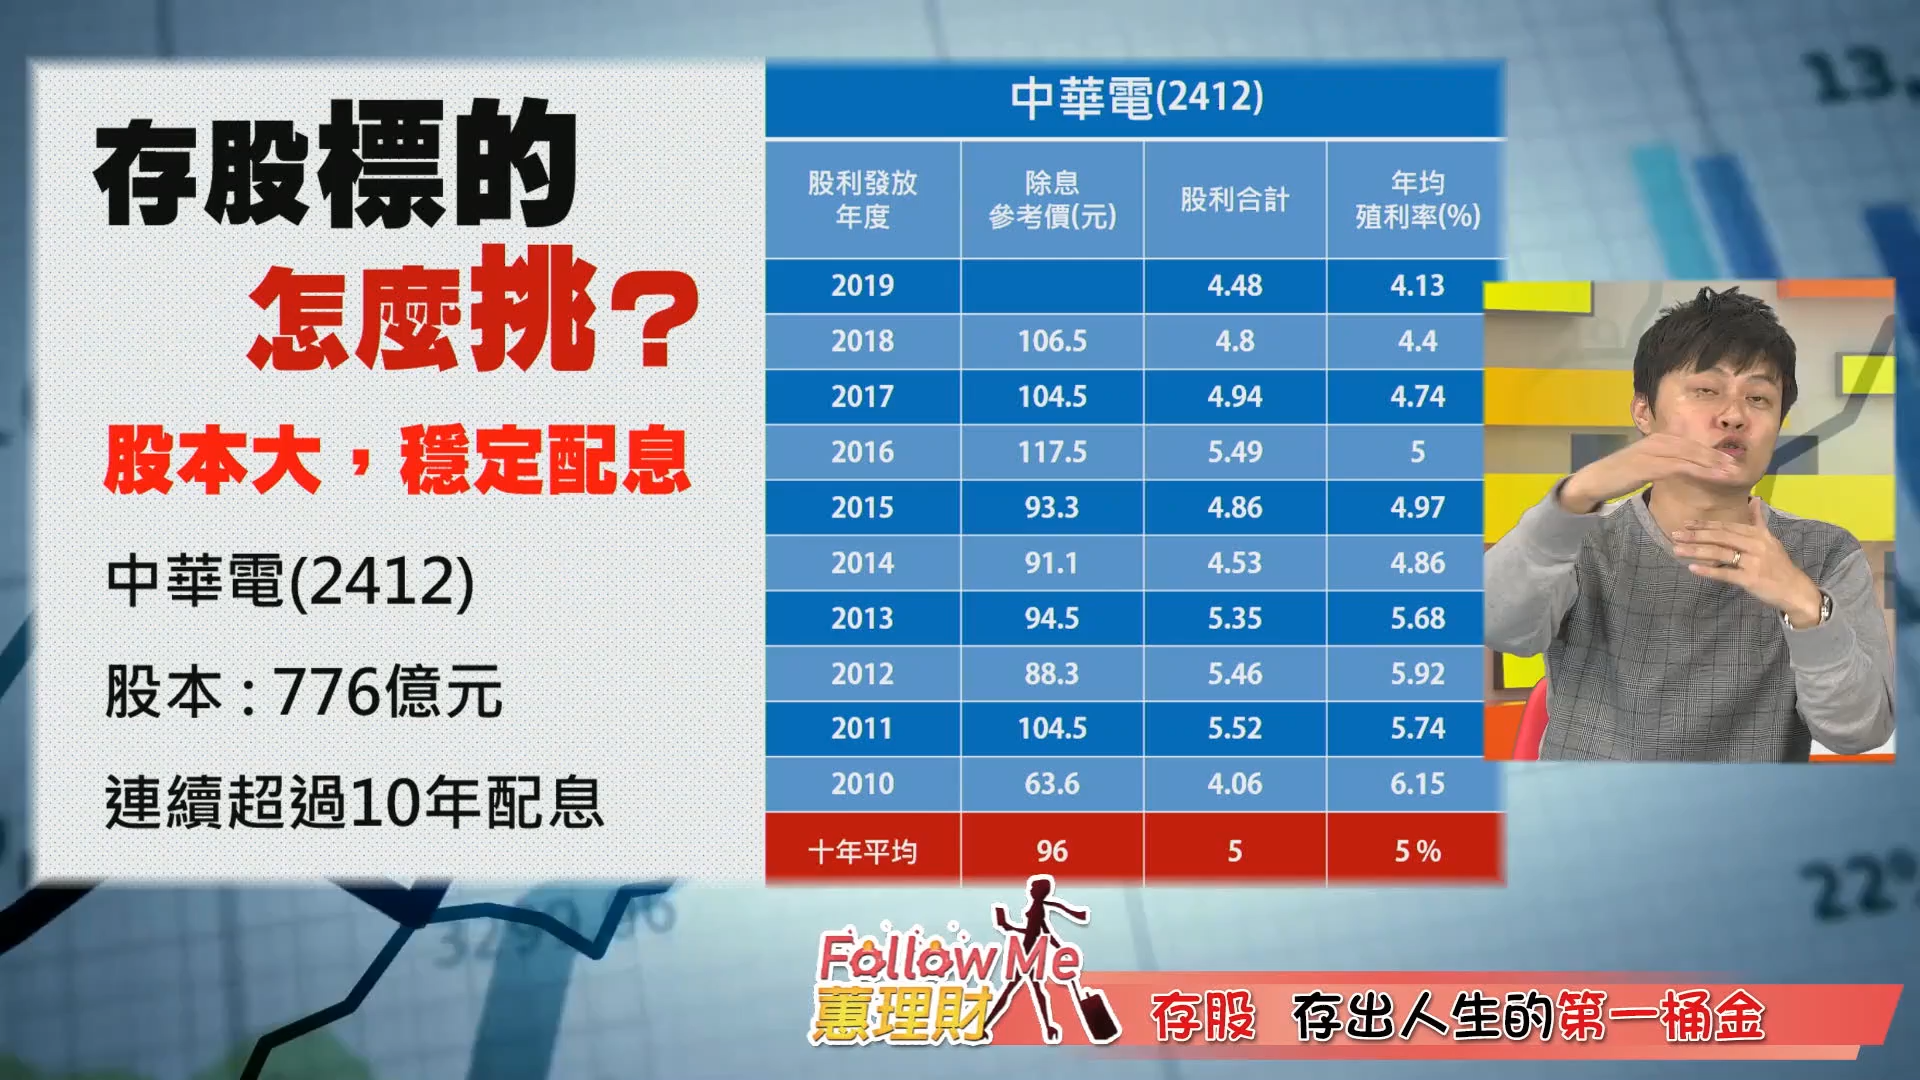 存股標的
怎麼挑?
股本大，穩定配息
中華電(2412)
股本 : 776億元
連續超過10年配息
中華電(2412)
股利發放年度 除息參考價(元) 股利合計 年均殖利率(%)
2019 4.48 4.13
2018 106.5 4.8 4.4
2017 104.5 4.94 4.74
2016 117.5 5.49 5
2015 93.3 4.86 4.97
2014 91.1 4.53 4.86
2013 94.5 5.35 5.68
2012 88.3 5.46 5.92
2011 104.5 5.52 5.74
2010 63.6 4.06 6.15
十年平均 96 5 5%
13.
22%
Follow Me
蕙理財
存股 存出人生的第一桶金